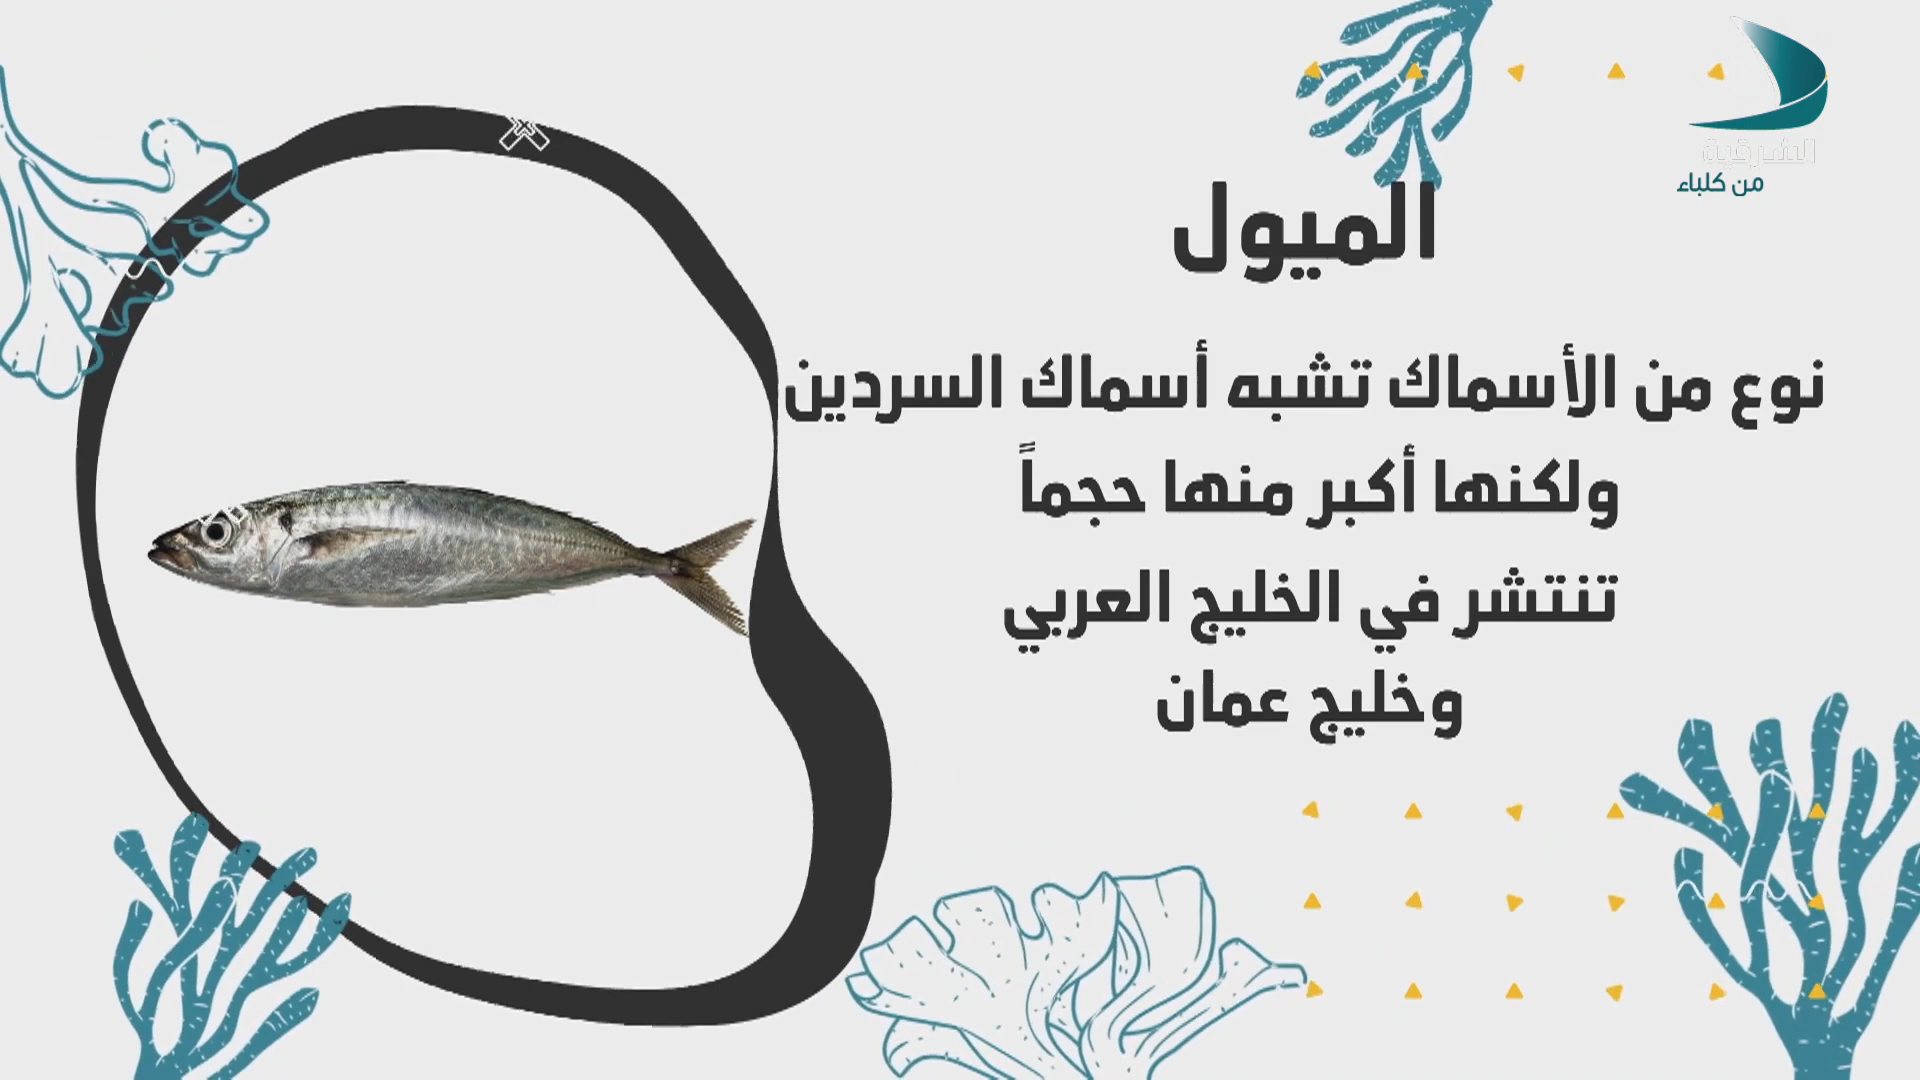 الشرقية
من كلباء
الميول
نوع من الأسماك تشبه أسماك السردين
ولكنها أكبر منها حجماً
تنتشر في الخليج العربي
وخليج عمان